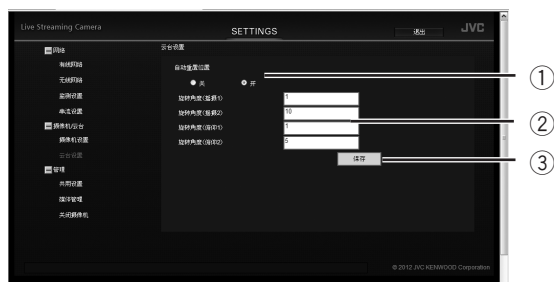 Live Streaming Camera
SETTINGS
退出
JVC
网络
有线网络
无线网络
监测设置
串流设置
摄像机/云台
摄像机设置
云台设置
管理
共用设置
媒体管理
关闭摄像机
云台设置
自动重置位置
关 开
旋转角度(摇摄1) 1
旋转角度(摇摄2) 10
旋转角度(俯仰1) 1
旋转角度(俯仰2) 5
保存
© 2012 JVC KENWOOD Corporation
1
2
3